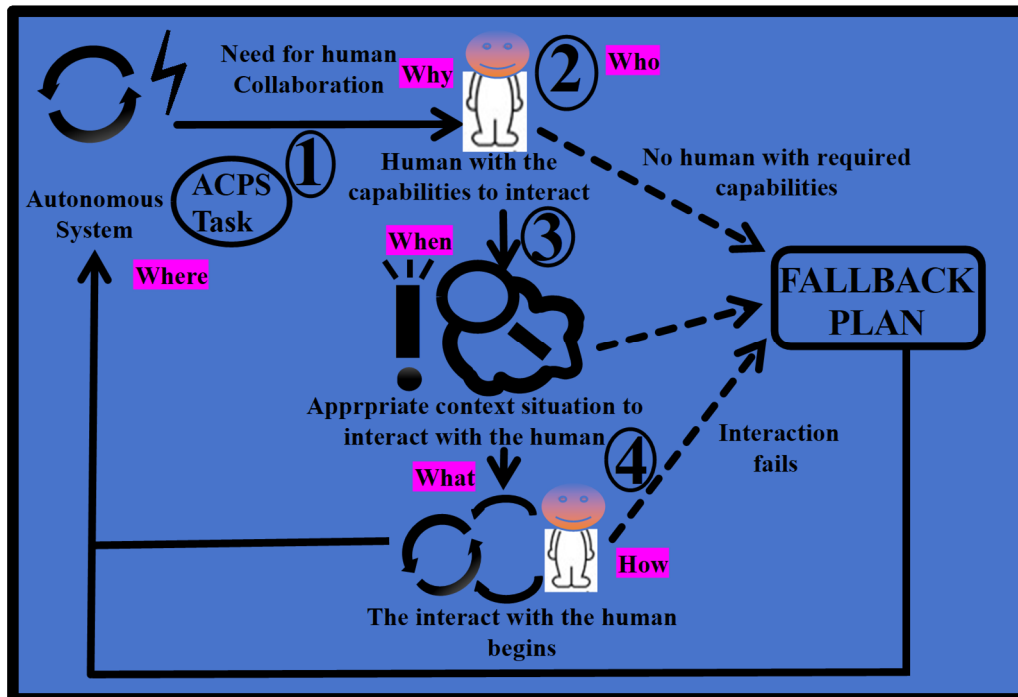 Need for human
Collaboration
Why
2
Who
1
ACPS
Task
Autonomous
System
Where
Human with the
capabilities to interact
No human with required
capabilities
When
3
FALLBACK
PLAN
Apprpriate context situation to
interact with the human
4
Interaction
fails
What
How
The interact with the human
begins